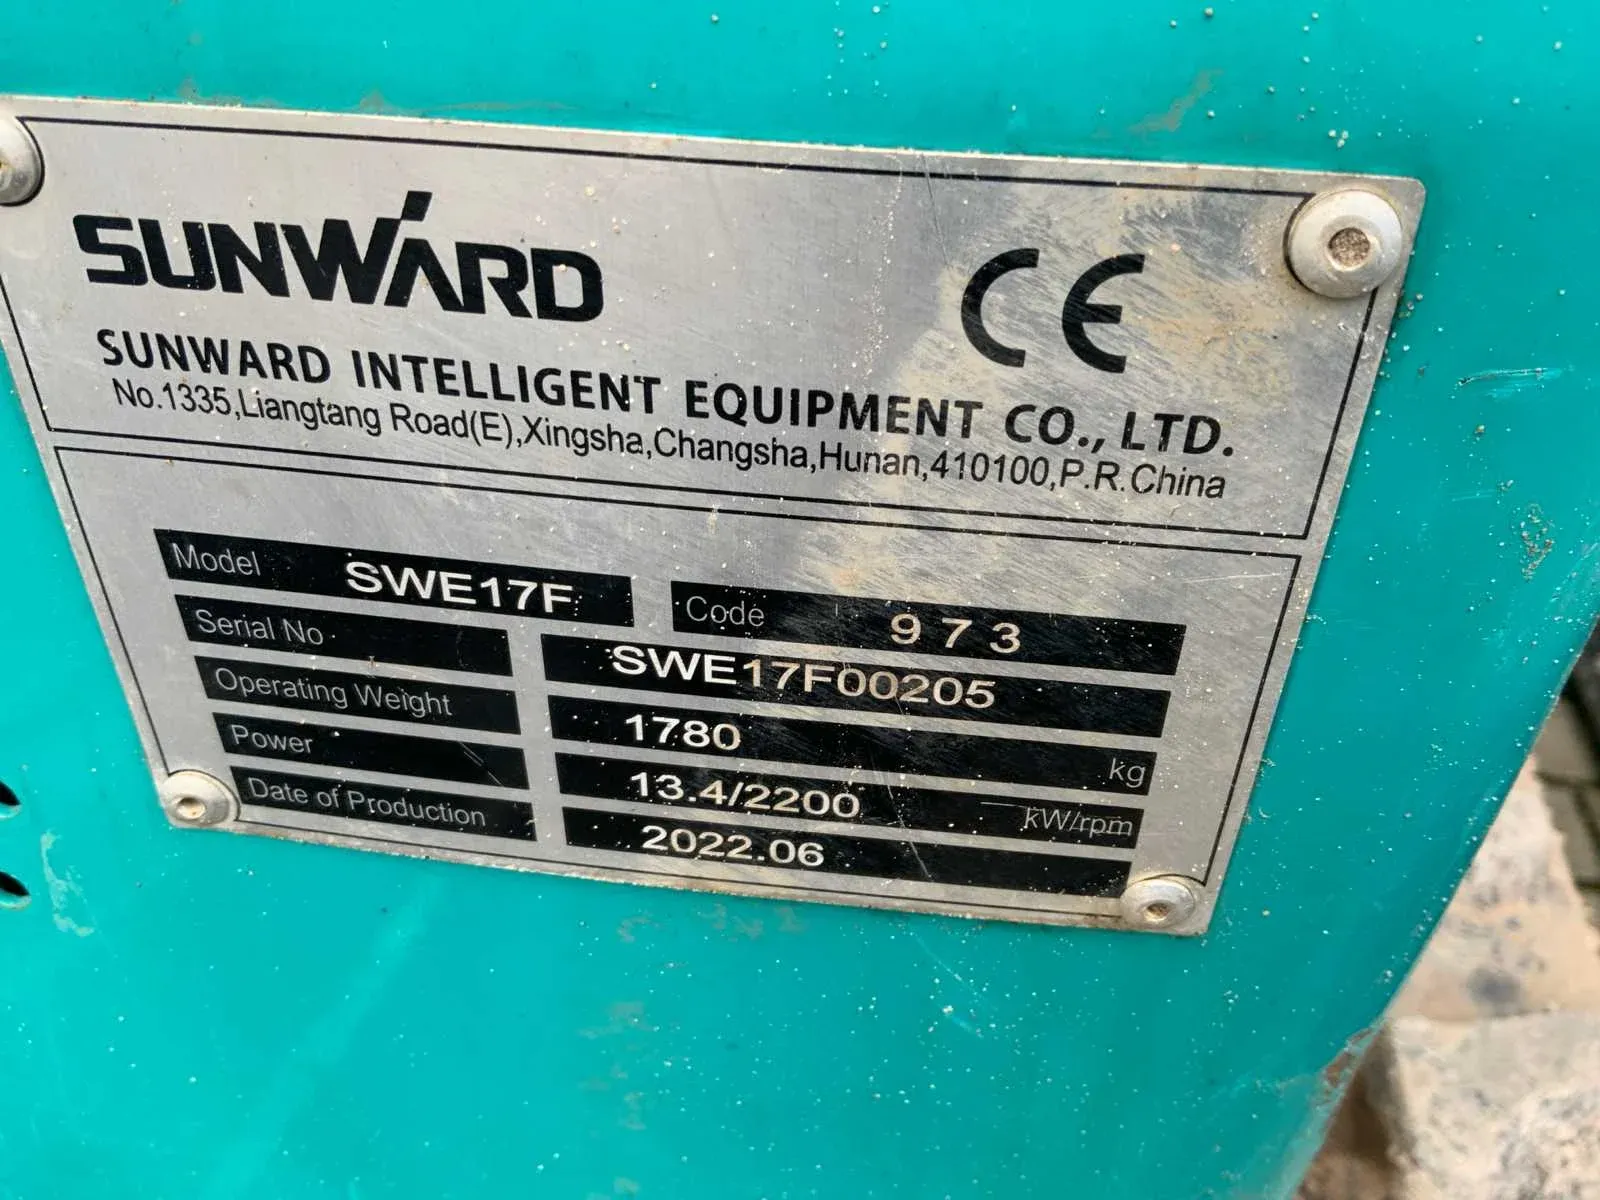 SUNWARD
CE
SUNWARD INTELLIGENT EQUIPMENT CO., LTD.
No.1335,Liangtang Road(E),Xingsha,Changsha,Hunan,410100,P.R.China
Model SWE17F Code 973
Serial No SWE17F00205
Operating Weight 1780 kg
Power 13.4/2200 kW/rpm
Date of Production 2022.06